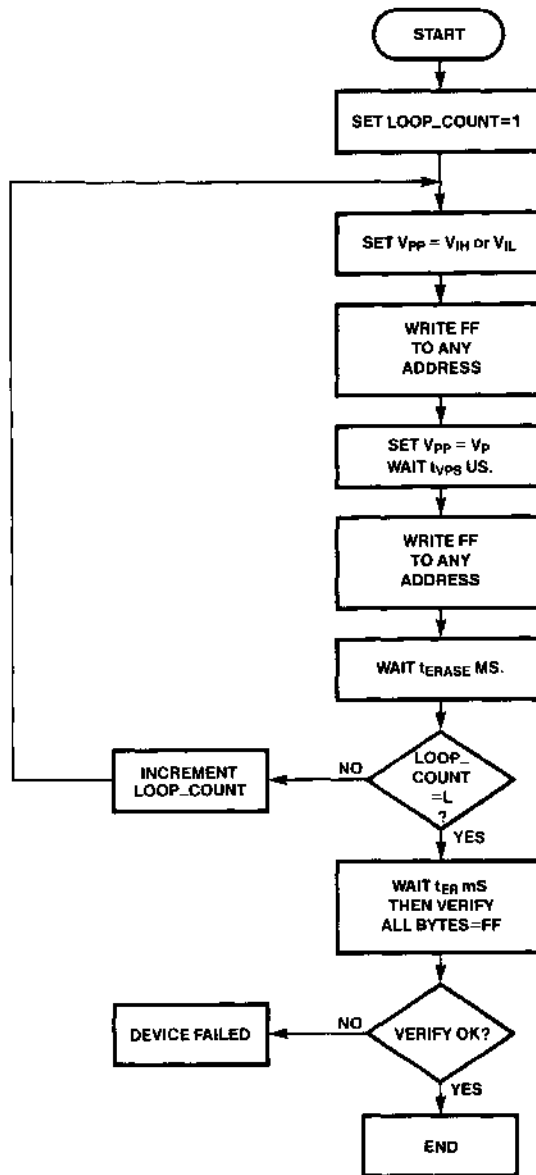 START
SET LOOP_COUNT=1
SET VPP = VIH or VIL
WRITE FF
TO ANY
ADDRESS
SET VPP = VP
WAIT tVPS US.
WRITE FF
TO ANY
ADDRESS
WAIT tERASE MS.
LOOP_
COUNT
=L
?
NO
INCREMENT
LOOP_COUNT
YES
WAIT tER mS
THEN VERIFY
ALL BYTES=FF
VERIFY OK?
NO
DEVICE FAILED
YES
END